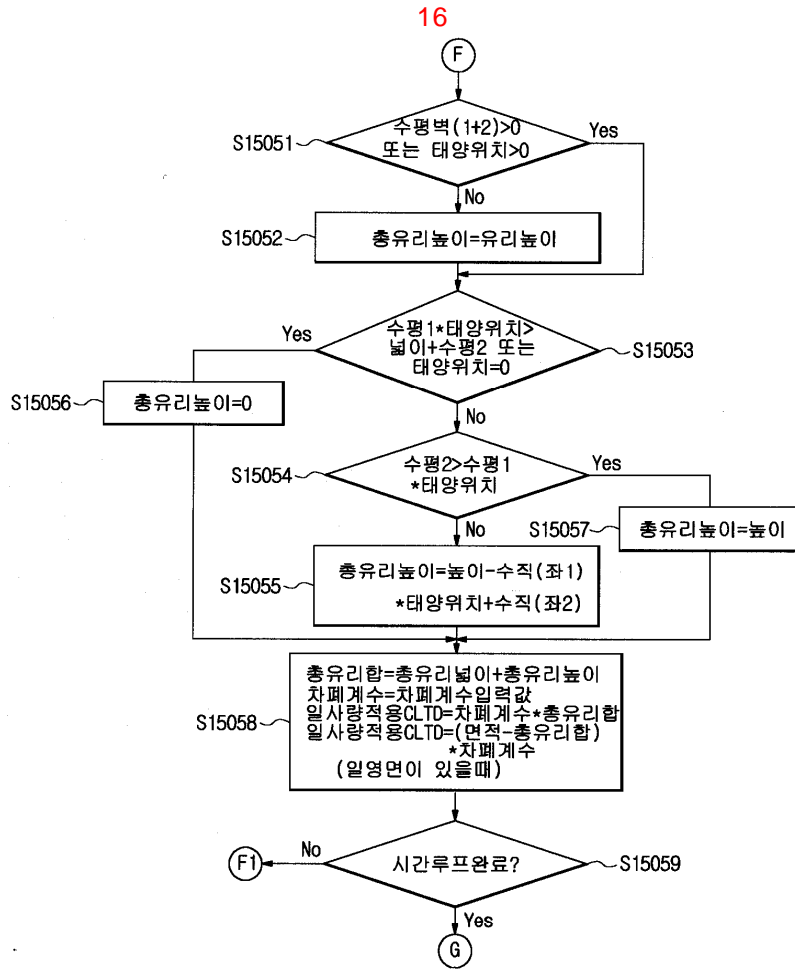 16
F
S15051
수평벽(1+2)>0
또는 태양위치>0
Yes
No
S15052
총유리높이=유리높이
Yes
수평1*태양위치>
넓이+수평2 또는
태양위치=0
S15053
S15056
총유리높이=0
No
S15054
수평2>수평1
*태양위치
Yes
No
S15057
총유리높이=높이
S15055
총유리높이=높이-수직(좌1)
*태양위치+수직(좌2)
S15058
총유리합=총유리넓이+총유리높이
차폐계수=차폐계수입력값
일사량적용CLTD=차폐계수*총유리합
일사량적용CLTD=(면적-총유리합)
*차폐계수
(일영면이 있을때)
F1
No
시간루프완료?
S15059
Yes
G